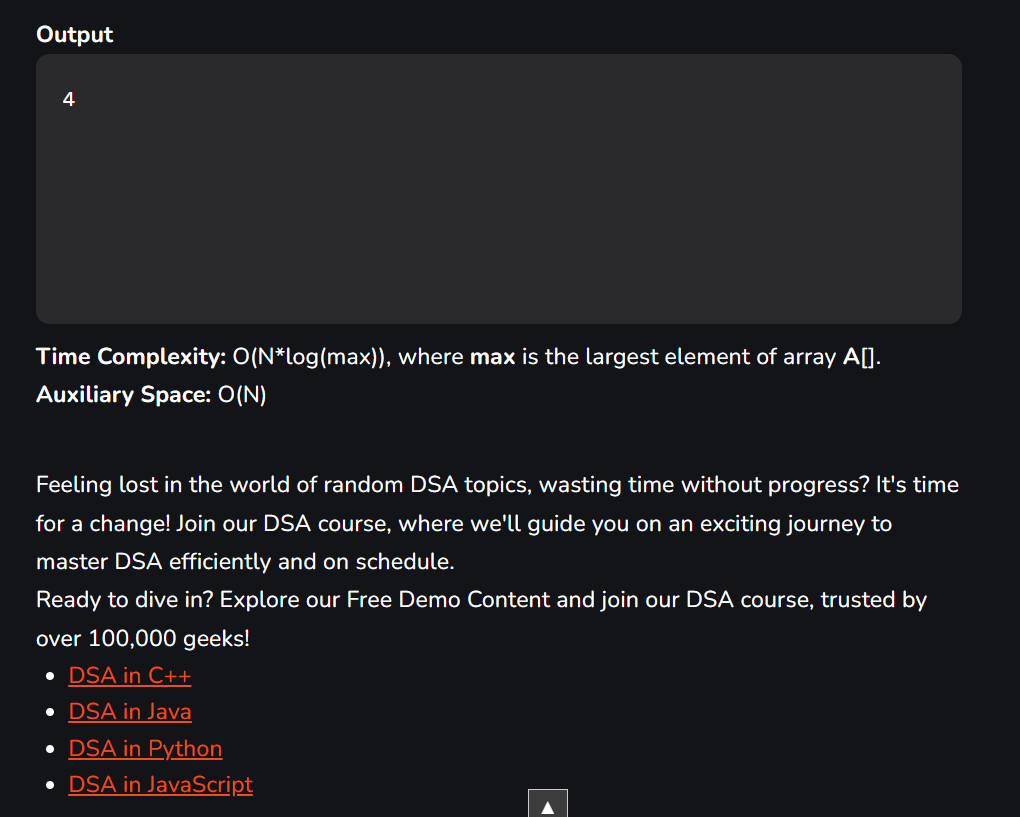 Output
4
Time Complexity: O(N*log(max)), where max is the largest element of array A[].
Auxiliary Space: O(N)
Feeling lost in the world of random DSA topics, wasting time without progress? It's time
for a change! Join our DSA course, where we'll guide you on an exciting journey to
master DSA efficiently and on schedule.
Ready to dive in? Explore our Free Demo Content and join our DSA course, trusted by
over 100,000 geeks!
DSA in C++
DSA in Java
DSA in Python
DSA in JavaScript